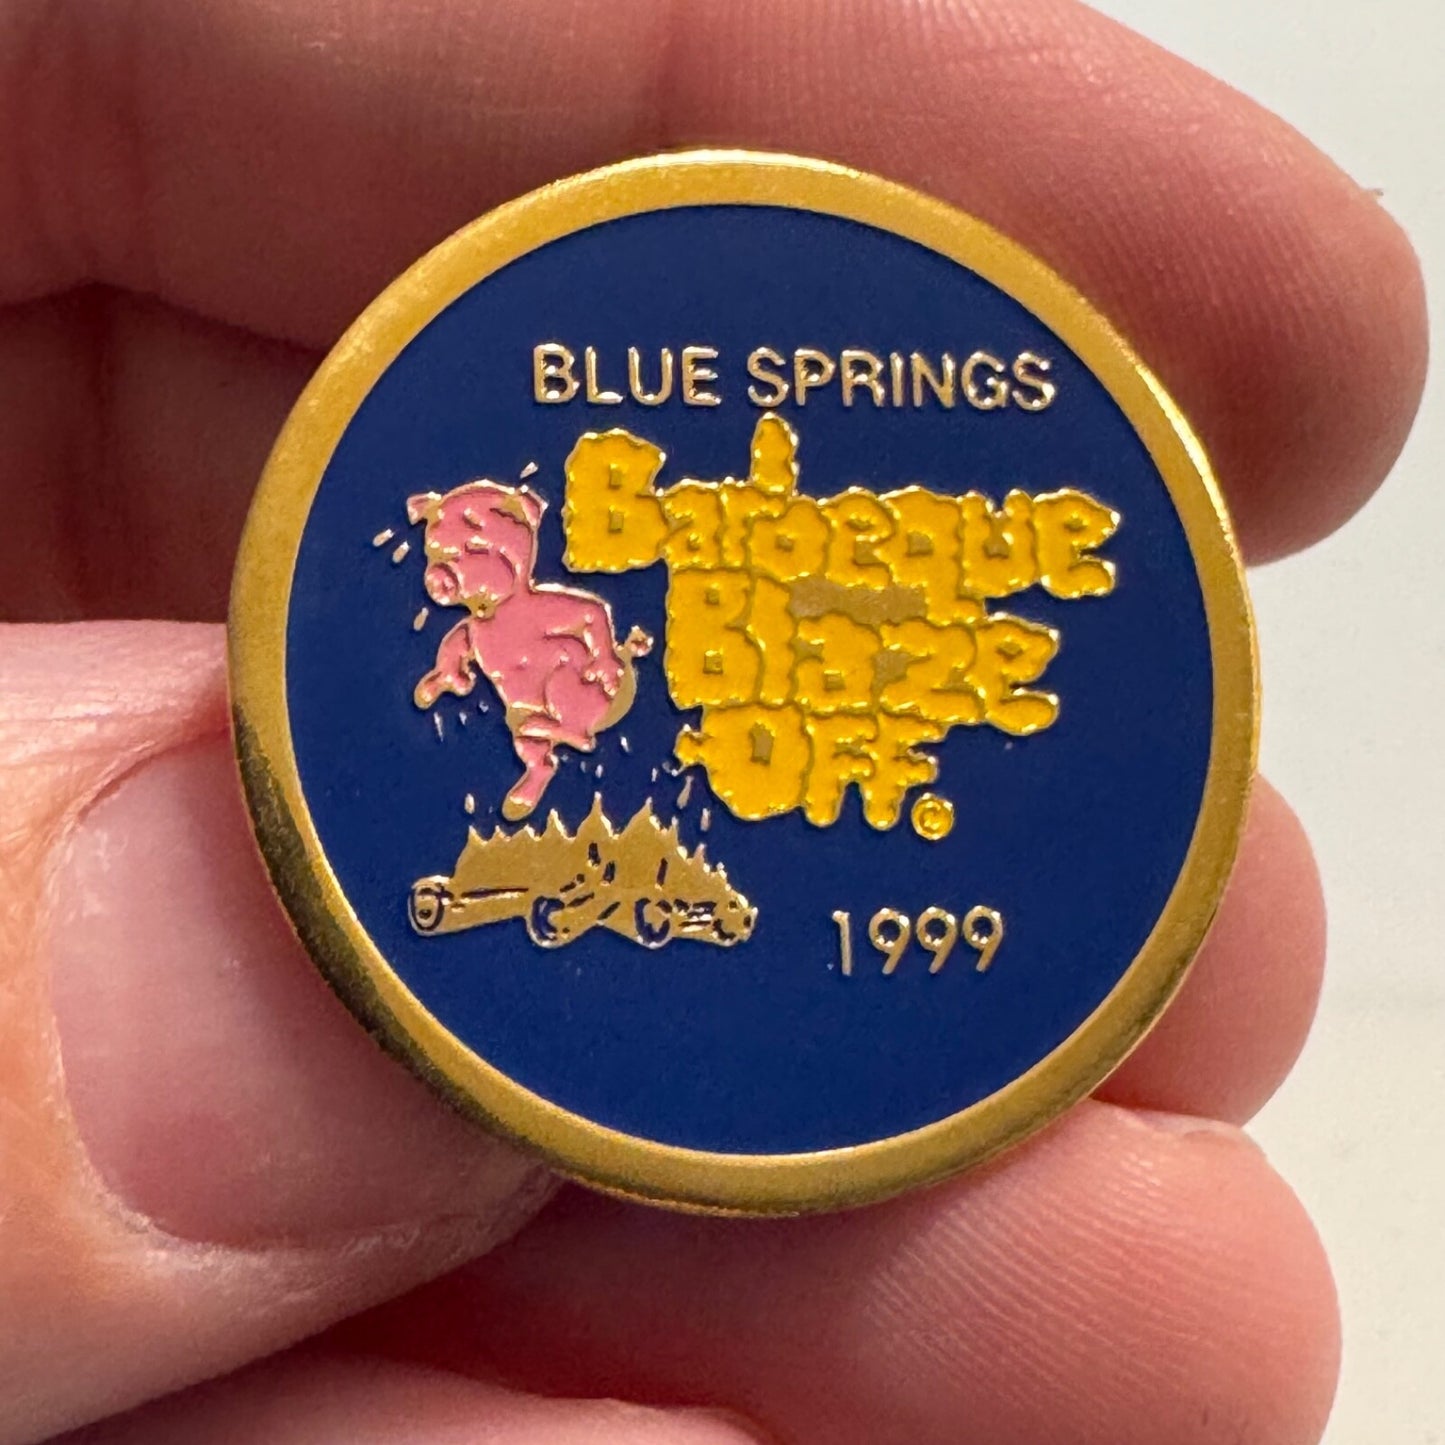 BLUE SPRINGS
Barbeque
Blaze
Off©
1999